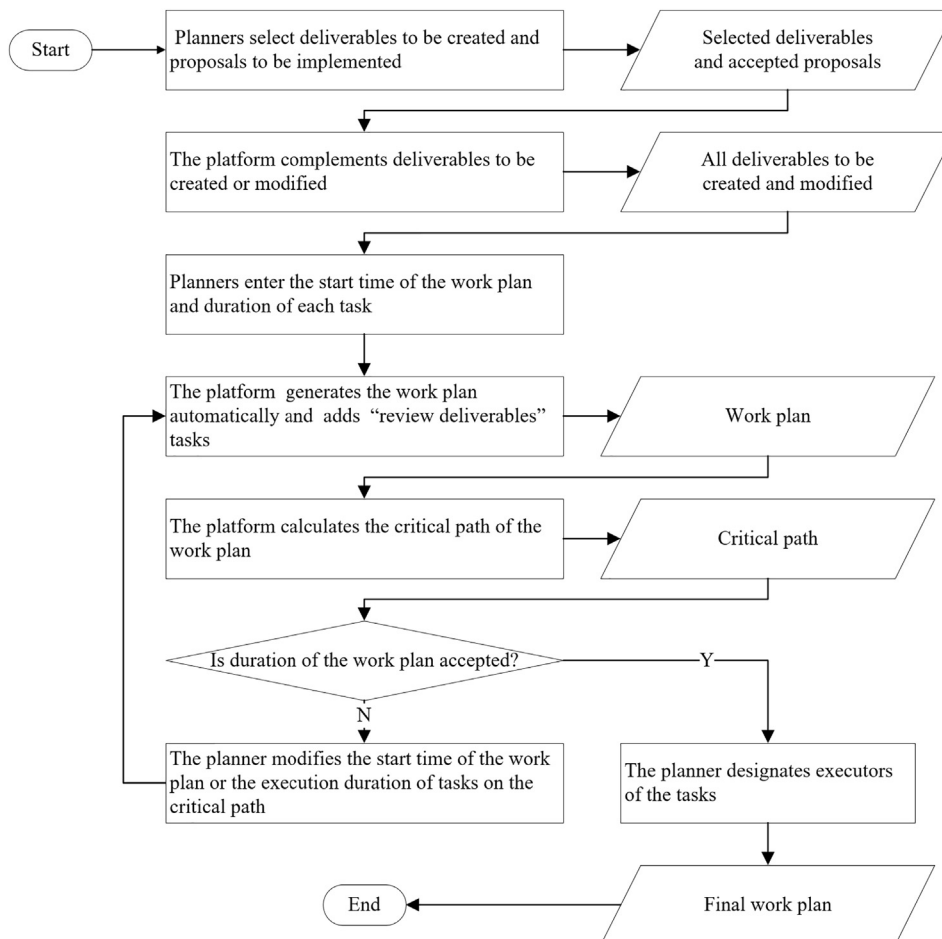 Start
Planners select deliverables to be created and
proposals to be implemented
Selected deliverables
and accepted proposals
The platform complements deliverables to be
created or modified
All deliverables to be
created and modified
Planners enter the start time of the work plan
and duration of each task
The platform  generates the work plan
automatically and  adds  “review deliverables”
tasks
Work plan
The platform calculates the critical path of the
work plan
Critical path
Is duration of the work plan accepted?
Y
N
The planner modifies the start time of the work
plan or the execution duration of tasks on the
critical path
The planner designates executors
of the tasks
End
Final work plan